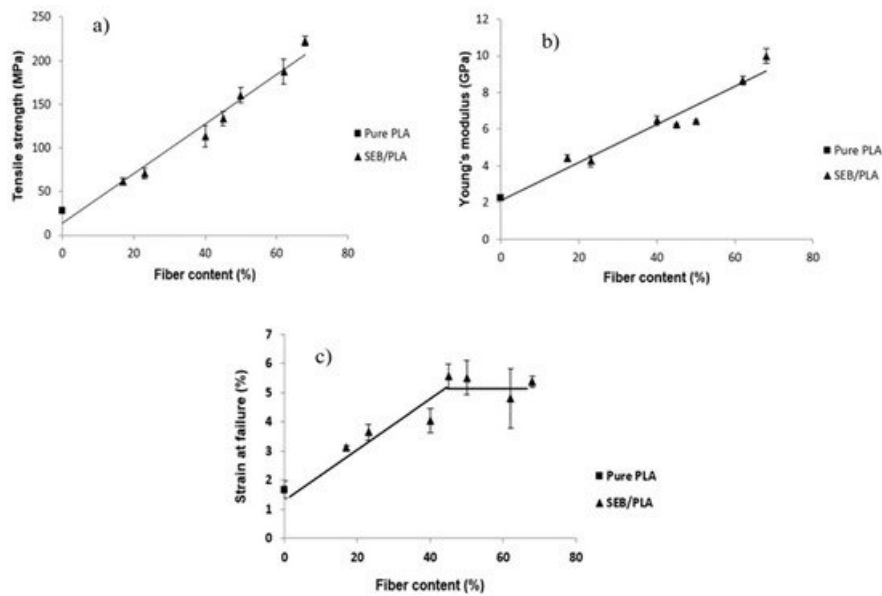 a)
Tensile strength (MPa)
250
200
150
100
50
0
0 20 40 60 80
Fiber content (%)
Pure PLA
SEB/PLA
b)
Young's modulus (GPa)
12
10
8
6
4
2
0
0 20 40 60 80
Fiber content (%)
Pure PLA
SEB/PLA
c)
Strain at failure (%)
7
6
5
4
3
2
1
0
0 20 40 60 80
Fiber content (%)
Pure PLA
SEB/PLA